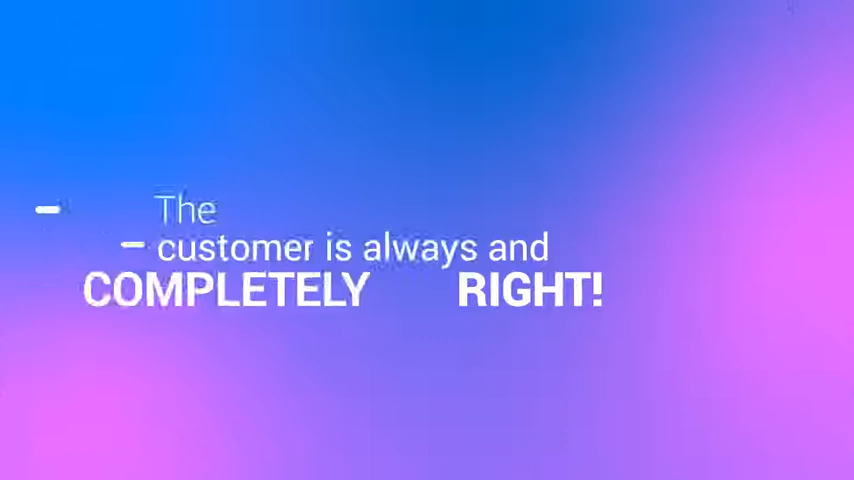 - The
- customer is always and
COMPLETELY RIGHT!